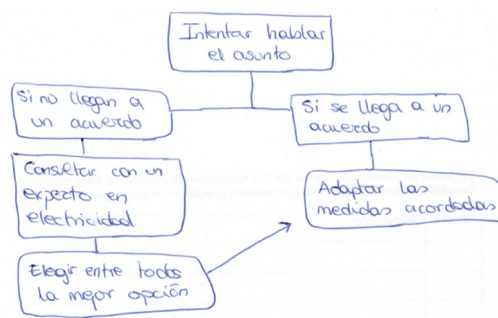 Intentar hablar
el asunto
Si no llegan a
un acuerdo
Si se llega a un
acuerdo
Consultar con un
experto en
electricidad
Adaptar las
medidas acordadas
Elegir entre todos
la mejor opción